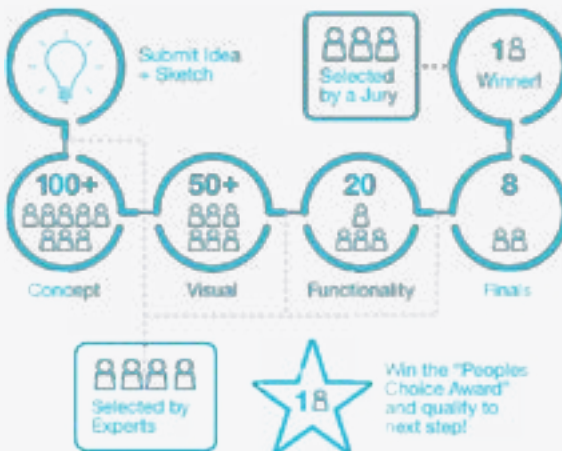 Submit Idea
+ Sketch
Selected
by a Jury
1
Winner!
100+
50+
20
8
Concept
Visual
Functionality
Finals
Selected by
Experts
1
Win the "Peoples
Choice Award"
and qualify to
next step!